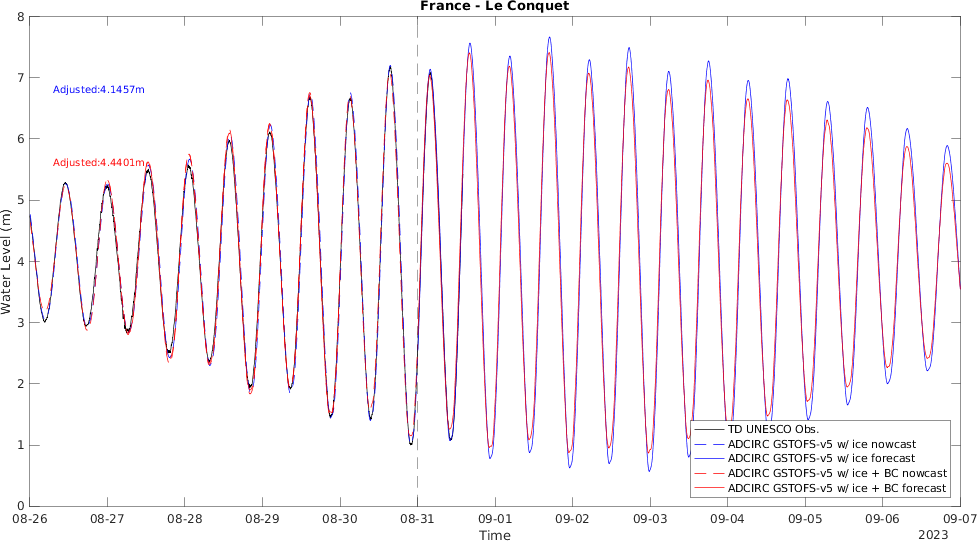 France - Le Conquet
8
7
6
5
4
3
2
1
0
Water Level (m)
Adjusted:4.1457m
Adjusted:4.4401m
TD UNESCO Obs.
ADCIRC GSTOFS-v5 w/ ice nowcast
ADCIRC GSTOFS-v5 w/ ice forecast
ADCIRC GSTOFS-v5 w/ ice + BC nowcast
ADCIRC GSTOFS-v5 w/ ice + BC forecast
08-26 08-27 08-28 08-29 08-30 08-31 09-01 09-02 09-03 09-04 09-05 09-06 09-07
Time
2023